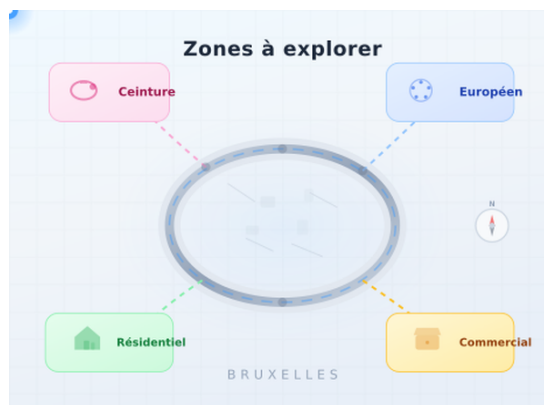 Zones à explorer
Ceinture
Européen
N
Résidentiel
Commercial
BRUXELLES